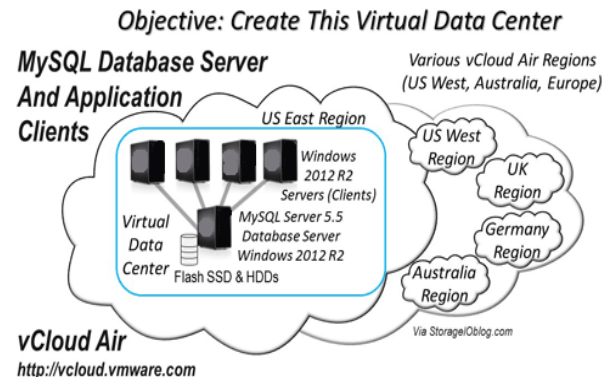 Objective: Create This Virtual Data Center
MySQL Database Server
And Application
Clients
Various vCloud Air Regions
(US West, Australia, Europe)
US East Region
Windows
2012 R2
Servers (Clients)
MySQL Server 5.5
Database Server
Windows 2012 R2
Virtual
Data
Center
Flash SSD & HDDs
US West
Region
UK
Region
Germany
Region
Australia
Region
Via StorageIOblog.com
vCloud Air
http://vcloud.vmware.com